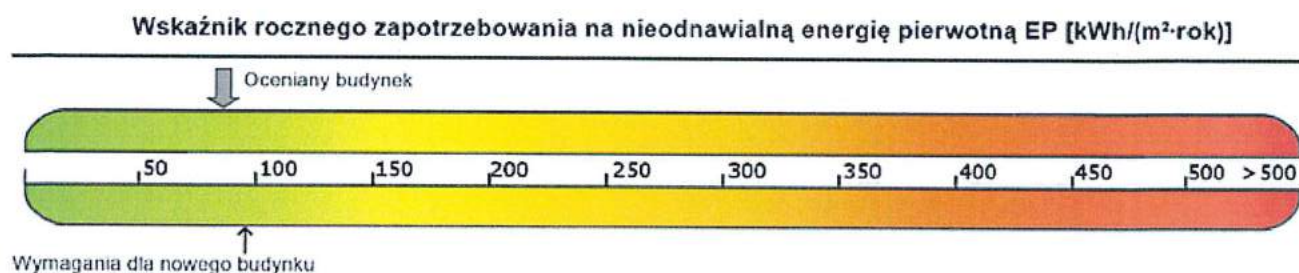 Wskaźnik rocznego zapotrzebowania na nieodnawialną energię pierwotną EP [kWh/(m²·rok)]
Oceniany budynek
50 100 150 200 250 300 350 400 450 500 >500
Wymagania dla nowego budynku